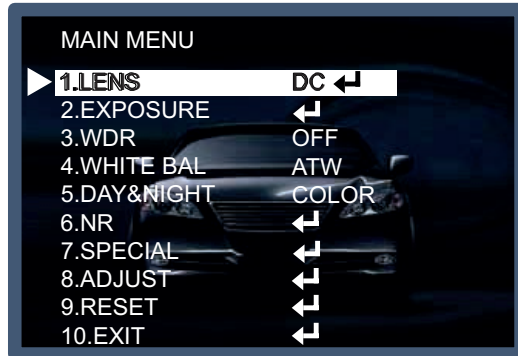 MAIN MENU
1.LENS DC ↵
2.EXPOSURE ↵
3.WDR OFF
4.WHITE BAL ATW
5.DAY&NIGHT COLOR
6.NR ↵
7.SPECIAL ↵
8.ADJUST ↵
9.RESET ↵
10.EXIT ↵